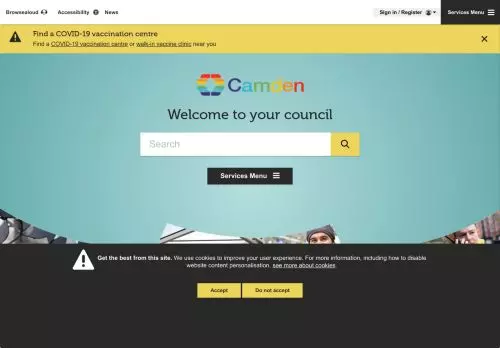 Browsealoud
Accessibility
News
Sign in / Register
Services Menu
Find a COVID-19 vaccination centre
Find a COVID-19 vaccination centre or walk-in vaccine clinic near you
Camden
Welcome to your council
Search
Services Menu
Get the best from this site. We use cookies to improve your user experience. For more information, including how to disable
website content personalisation, see more about cookies.
Accept
Do not accept